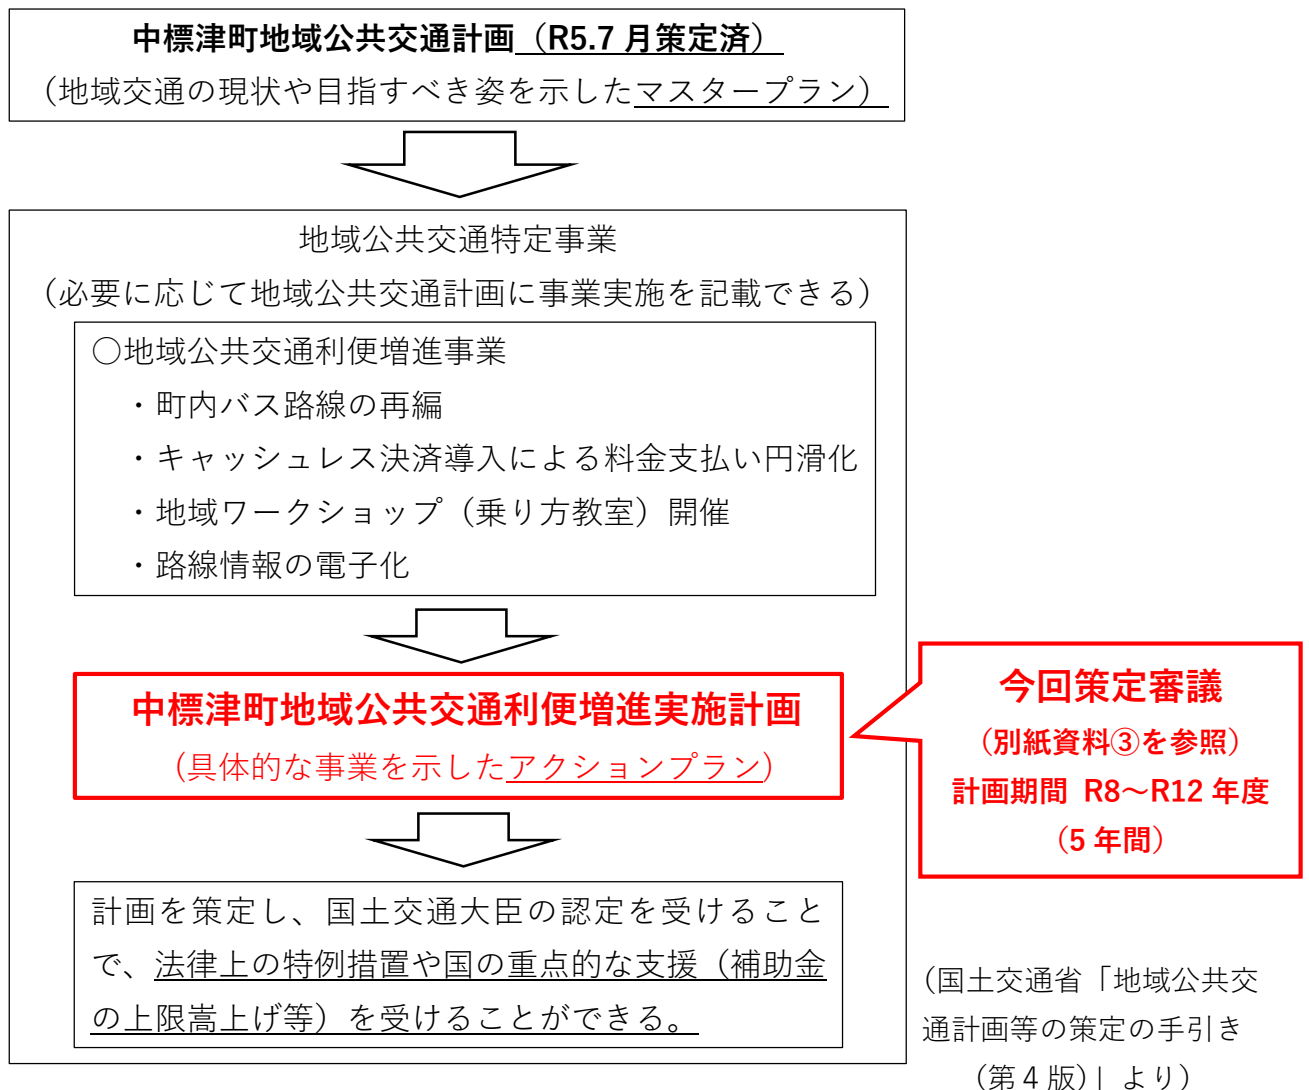 中標津町地域公共交通計画（R5.7月策定済）
（地域交通の現状や目指すべき姿を示したマスタープラン）
地域公共交通特定事業
（必要に応じて地域公共交通計画に事業実施を記載できる）
○地域公共交通利便増進事業
・町内バス路線の再編
・キャッシュレス決済導入による料金支払い円滑化
・地域ワークショップ（乗り方教室）開催
・路線情報の電子化
中標津町地域公共交通利便増進実施計画
（具体的な事業を示したアクションプラン）
今回策定審議
（別紙資料③を参照）
計画期間 R8～R12年度
（5年間）
計画を策定し、国土交通大臣の認定を受けること
で、法律上の特例措置や国の重点的な支援（補助金
の上限嵩上げ等）を受けることができる。
（国土交通省「地域公共交
通計画等の策定の手引き
（第4版）」より）